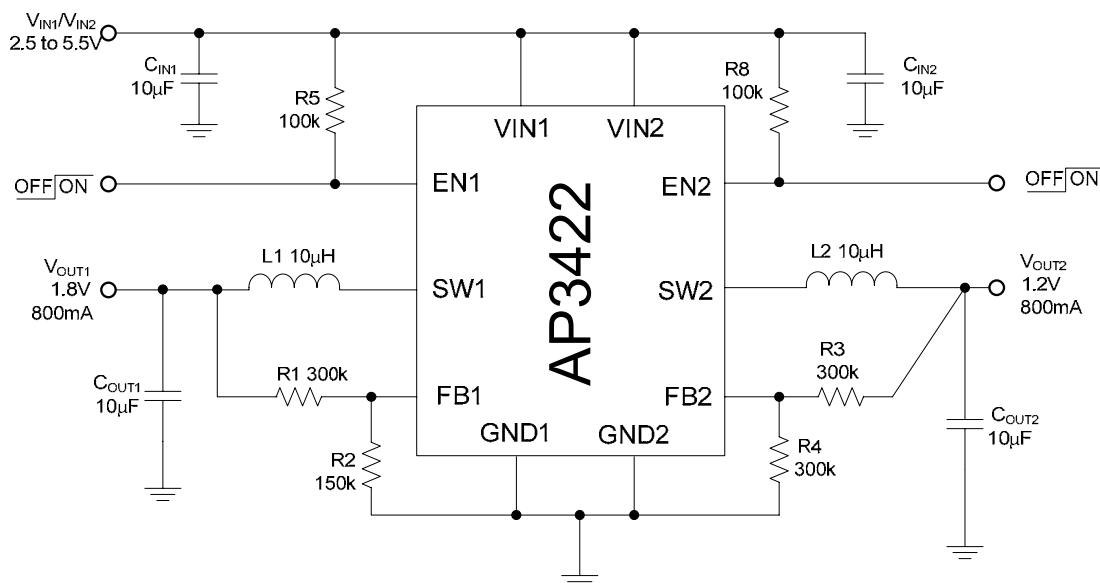 VIN1/VIN2
2.5 to 5.5V
CIN1
10μF
R5
100k
VIN1
VIN2
R8
100k
CIN2
10μF
OFF ON
EN1
EN2
OFF ON
AP3422
VOUT1
1.8V
800mA
L1 10μH
SW1
SW2
L2 10μH
VOUT2
1.2V
800mA
COUT1
10μF
R1 300k
FB1
FB2
R3
300k
R2
150k
GND1
GND2
R4
300k
COUT2
10μF